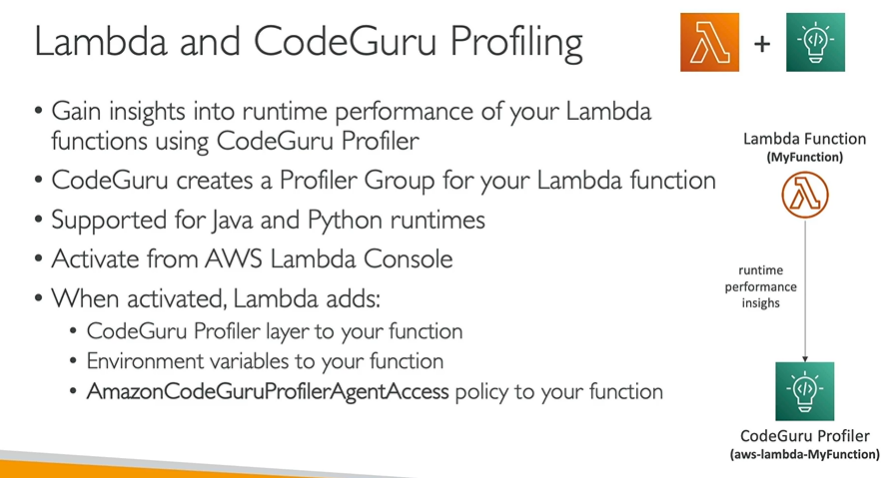 Lambda and CodeGuru Profiling
+
• Gain insights into runtime performance of your Lambda
functions using CodeGuru Profiler
• CodeGuru creates a Profiler Group for your Lambda function
• Supported for Java and Python runtimes
• Activate from AWS Lambda Console
• When activated, Lambda adds:
• CodeGuru Profiler layer to your function
• Environment variables to your function
• AmazonCodeGuruProfilerAgentAccess policy to your function
Lambda Function
(MyFunction)
runtime
performance
insighs
CodeGuru Profiler
(aws-lambda-MyFunction)